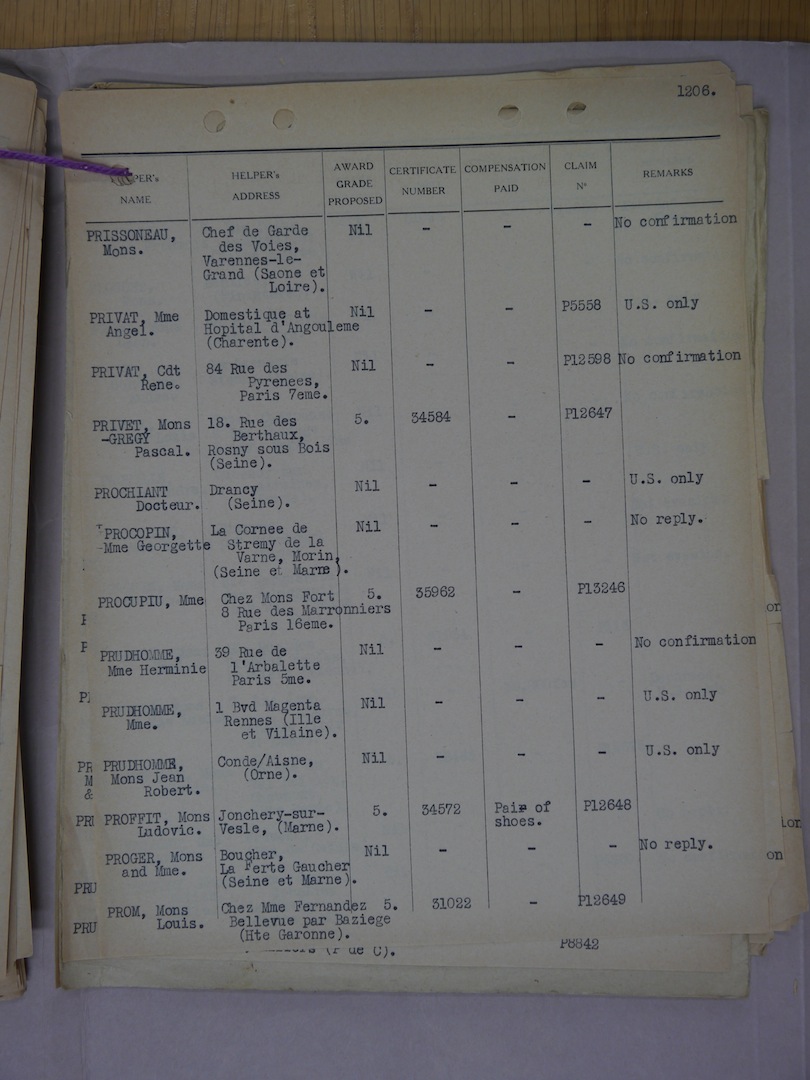 1206.
HELPER's NAME | HELPER's ADDRESS | AWARD GRADE PROPOSED | CERTIFICATE NUMBER | COMPENSATION PAID | CLAIM Nº | REMARKS
PRISSONEAU, Chef de Garde Nil - - - No confirmation
Mons. des Voies,
Varennes-le-
Grand (Saone et
Loire).
PRIVAT, Mme Domestique at Nil - - P5558 U.S. only
Angel. Hopital d'Angouleme
(Charente).
PRIVAT, Cdt 84 Rue des Nil - - P12598 No confirmation
Rene. Pyrenees,
Paris 7eme.
PRIVET, Mons 18. Rue des 5. 34584 - P12647
-GREGY Berthaux,
Pascal. Rosny sous Bois
(Seine).
PROCHIANT Drancy Nil - - - U.S. only
Docteur. (Seine).
PROCOPIN, La Cornee de Nil - - - No reply.
-Mme Georgette Stremy de la
Varne, Morin,
(Seine et Marne ).
PROCUPIU, Mme Chez Mons Fort 5. 35962 - P13246
8 Rue des Marronniers
Paris 16eme.
PRUDHOMME, 39 Rue de Nil - - - No confirmation
Mme Herminie l'Arbalette
Paris 5me.
PRUDHOMME, 1 Bvd Magenta Nil - - - U.S. only
Mme. Rennes (Ille
et Vilaine).
PRUDHOMME, Conde/Aisne, Nil - - - U.S. only
Mons Jean (Orne).
Robert.
PROFFIT, Mons Jonchery-sur- 5. 34572 Pair of P12648
Ludovic. Vesle, (Marne). shoes.
PROGER, Mons Boucher, Nil - - - No reply.
and Mme. La Ferte Gaucher
(Seine et Marne).
PROM, Mons Chez Mme Fernandez 5. 31022 - P12649
Louis. Bellevue par Baziege
(Hte Garonne).
P8842